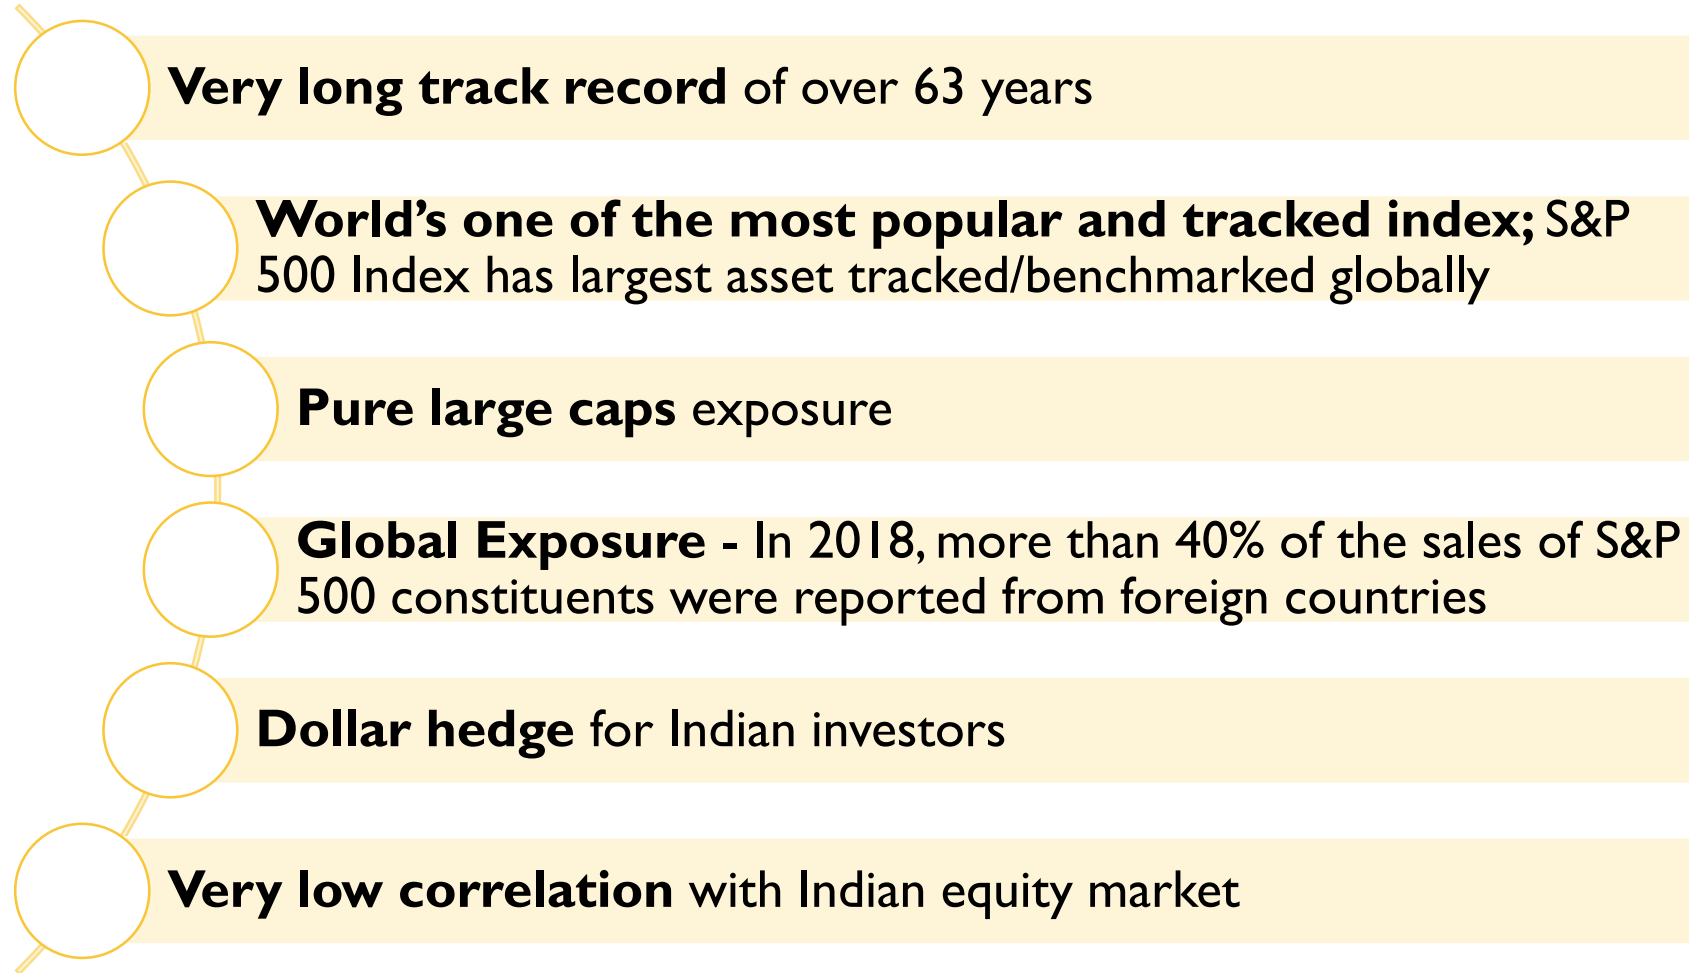 Very long track record of over 63 years
World’s one of the most popular and tracked index; S&P
500 Index has largest asset tracked/benchmarked globally
Pure large caps exposure
Global Exposure - In 2018, more than 40% of the sales of S&P
500 constituents were reported from foreign countries
Dollar hedge for Indian investors
Very low correlation with Indian equity market